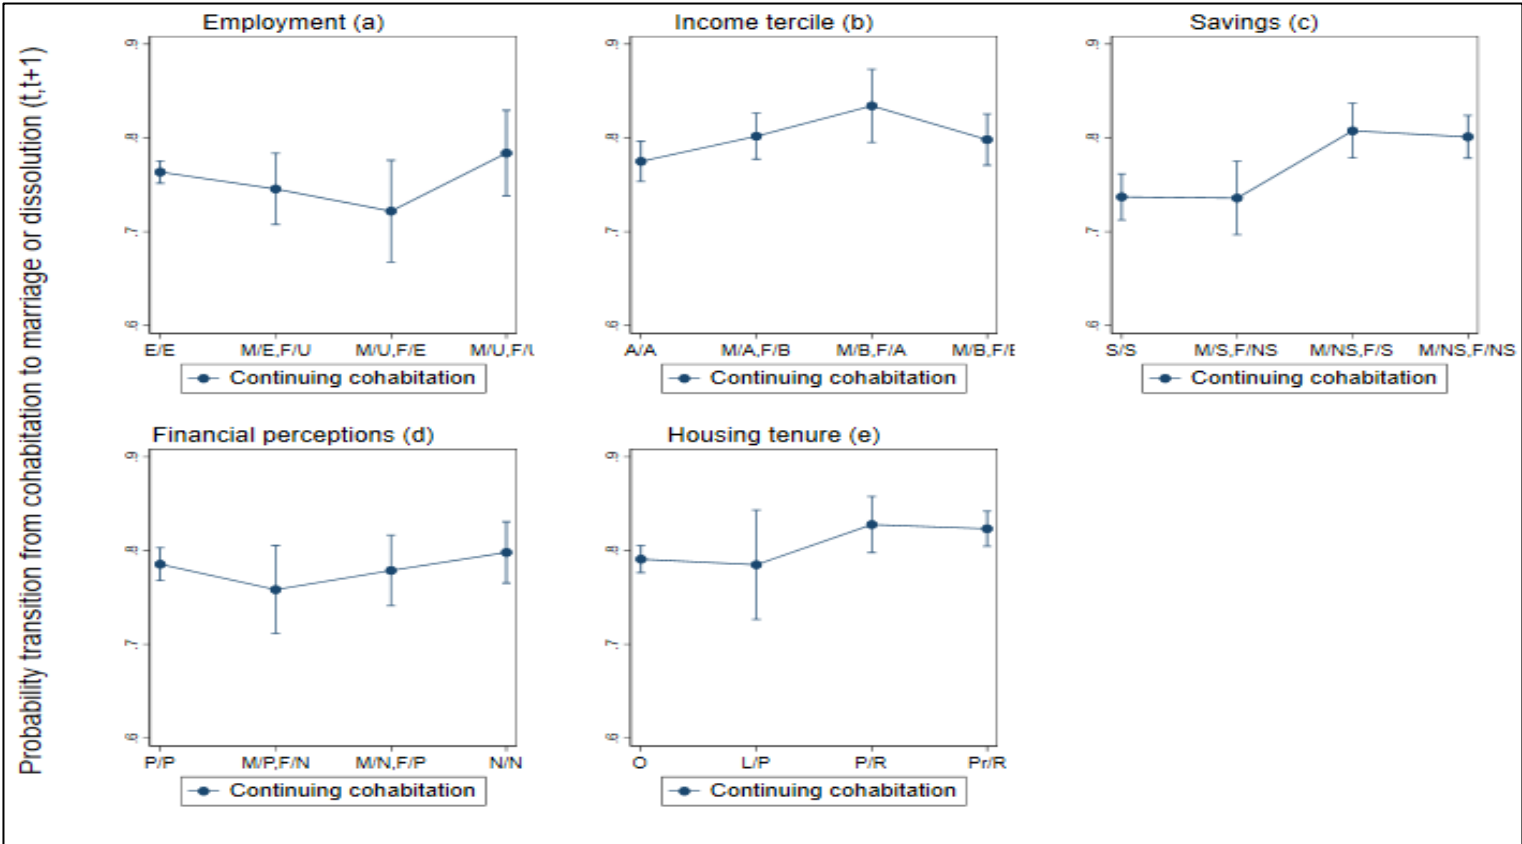 Probability transition from cohabitation to marriage or dissolution (t,t+1)
Employment (a)
.9
.8
.7
.6
E/E M/E,F/U M/U,F/E M/U,F/U
Continuing cohabitation
Income tercile (b)
.9
.8
.7
.6
A/A M/A,F/B M/B,F/A M/B,F/B
Continuing cohabitation
Savings (c)
.9
.8
.7
.6
S/S M/S,F/NS M/NS,F/S M/NS,F/NS
Continuing cohabitation
Financial perceptions (d)
.9
.8
.7
.6
P/P M/P,F/N M/N,F/P N/N
Continuing cohabitation
Housing tenure (e)
.9
.8
.7
.6
O L/P P/R Pr/R
Continuing cohabitation